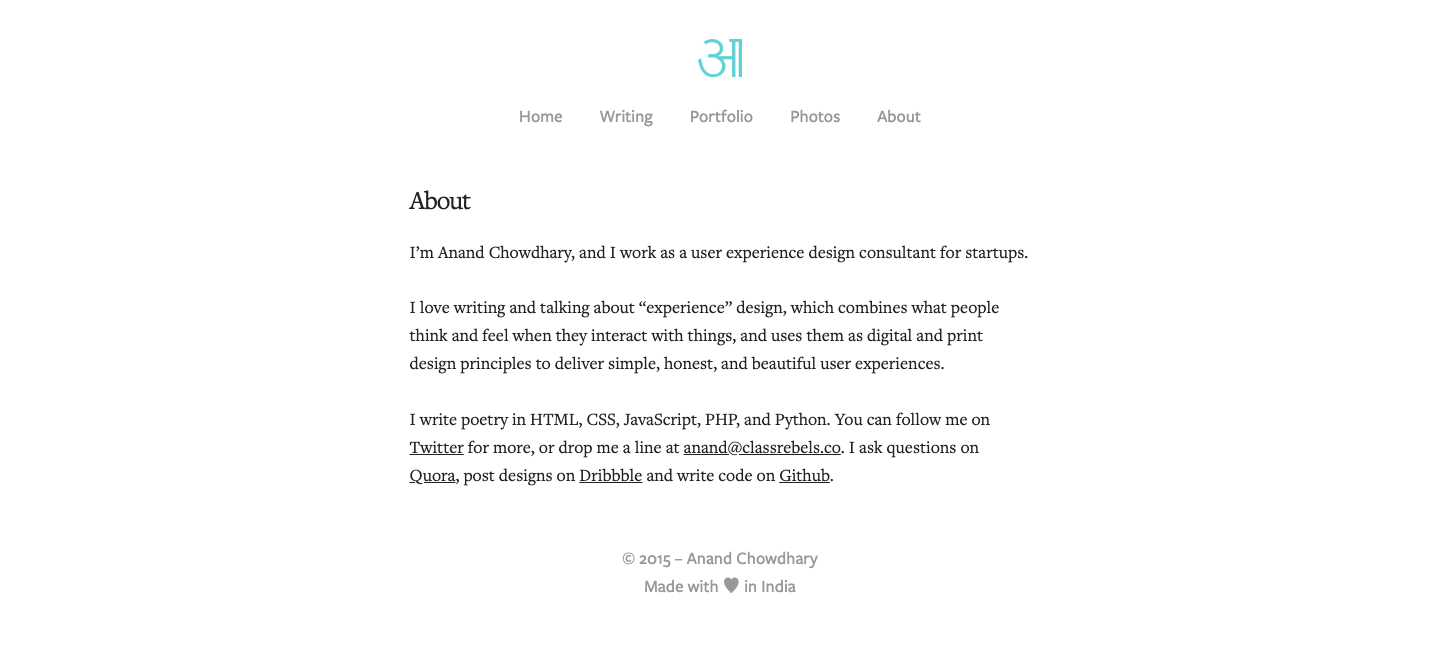 आ
Home Writing Portfolio Photos About
About
I’m Anand Chowdhary, and I work as a user experience design consultant for startups.
I love writing and talking about “experience” design, which combines what people
think and feel when they interact with things, and uses them as digital and print
design principles to deliver simple, honest, and beautiful user experiences.
I write poetry in HTML, CSS, JavaScript, PHP, and Python. You can follow me on
Twitter for more, or drop me a line at anand@classrebels.co. I ask questions on
Quora, post designs on Dribbble and write code on Github.
© 2015 – Anand Chowdhary
Made with ♥ in India